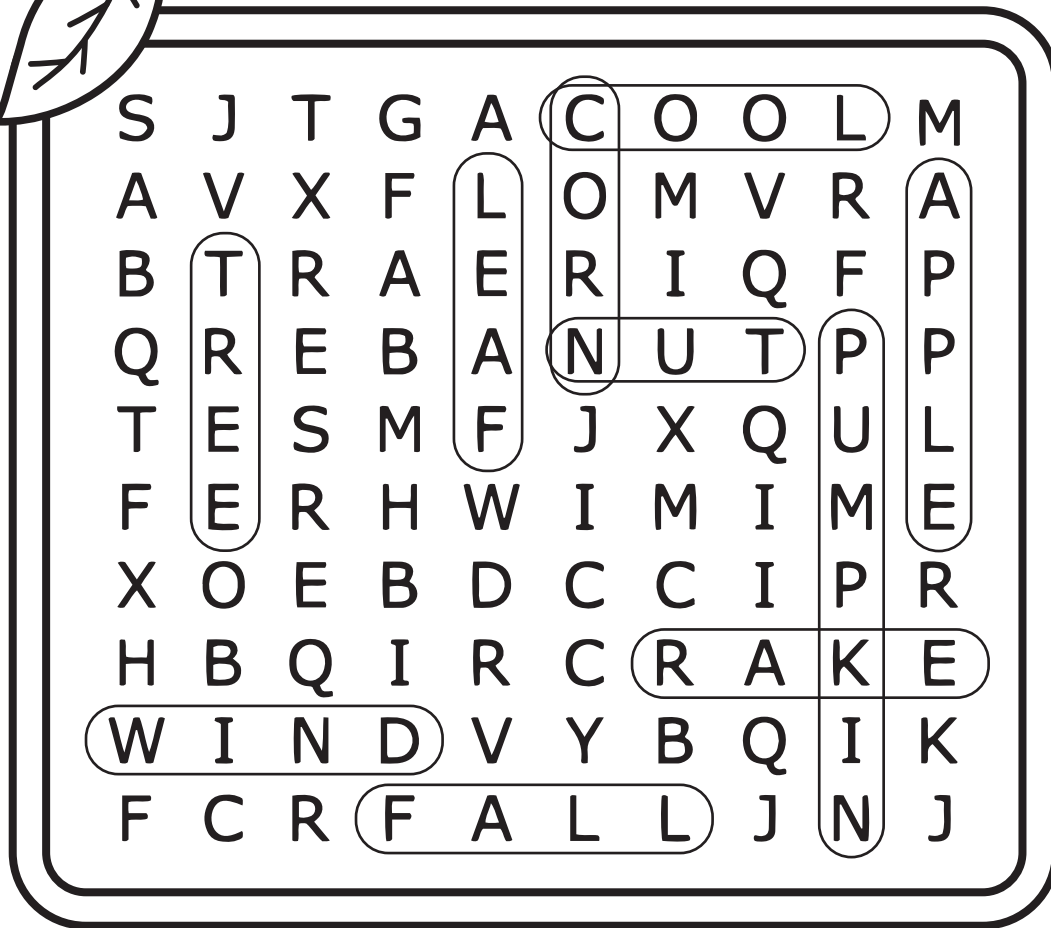 S J T G A C O O L M
A V X F L O M V R A
B T R A E R I Q F P
Q R E B A N U T P P
T E S M F J X Q U L
F E R H W I M I M E
X O E B D C C I P R
H B Q I R C R A K E
W I N D V Y B Q I K
F C R F A L L J N J